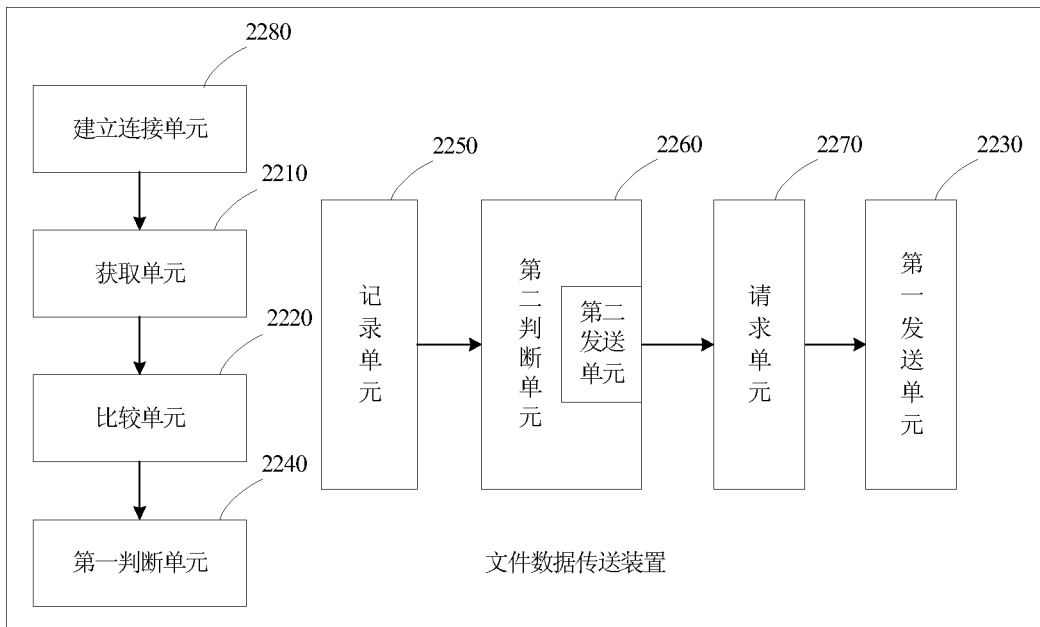 2280
建立连接单元
2210
获取单元
2220
比较单元
2240
第一判断单元
2250
记录单元
2260
第二判断单元
第二发送单元
2270
请求单元
2230
第一发送单元
文件数据传送装置